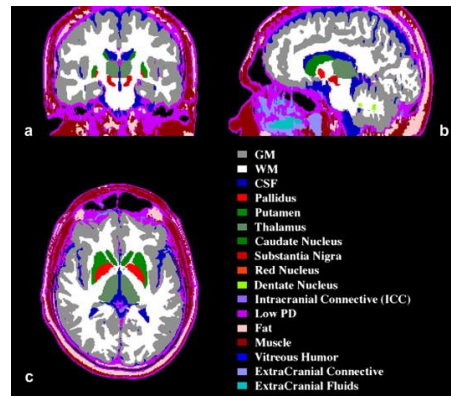 a
b
GM
WM
CSF
Pallidus
Putamen
Thalamus
Caudate Nucleus
Substantia Nigra
Red Nucleus
Dentate Nucleus
Intracranial Connective (ICC)
Low PD
Fat
Muscle
Vitreous Humor
ExtraCranial Connective
ExtraCranial Fluids
c